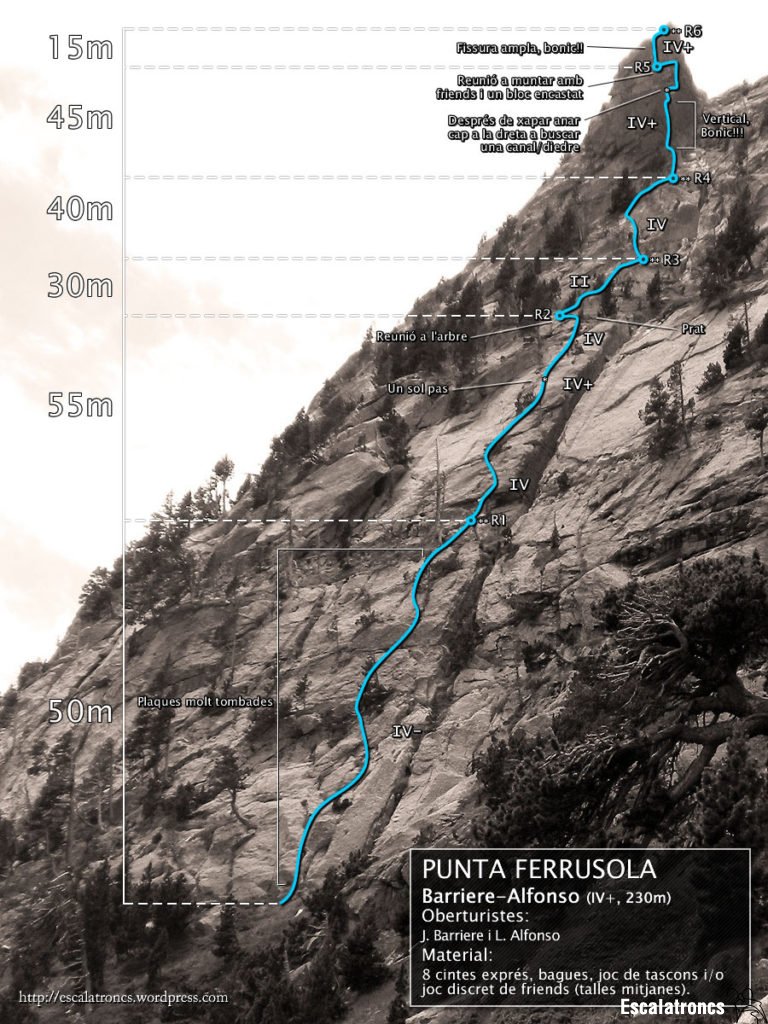 15m
Fissura ampla, bonic!!
R6
IV+
R5
45m
Reunió a muntar amb
friends i un bloc encastat
Després de xapar anar
cap a la dreta a buscar
una canal/diedre
IV+
Vertical,
Bonic!!!
R4
40m
IV
R3
30m
II
R2
Reunió a l'arbre
IV
Prat
Un sol pas
IV+
55m
IV
R1
Plaques molt tombades
50m
IV-
PUNTA FERRUSOLA
Barriere-Alfonso (IV+, 230m)
Oberturistes:
J. Barriere i L. Alfonso
Material:
8 cintes exprés, bagues, joc de tascons i/o
joc discret de friends (talles mitjanes).
http://escalatroncs.wordpress.com
Escalatroncs